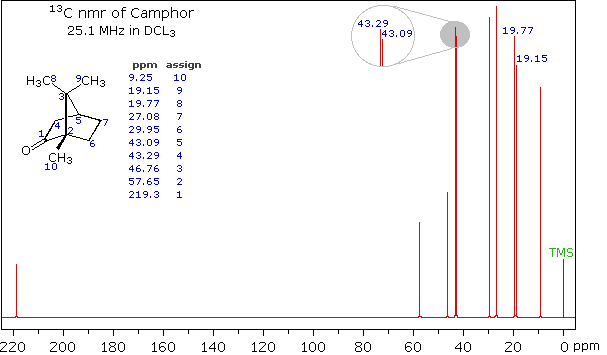 ¹³C nmr of Camphor
25.1 MHz in DCL₃
43.29
43.09
19.77
19.15
ppm assign
9.25 10
19.15 9
19.77 8
27.08 7
29.95 6
43.09 5
43.29 4
46.76 3
57.65 2
219.3 1
8 9
H₃C CH₃
3
5
4 7
1 2
6
O
CH₃
10
TMS
220 200 180 160 140 120 100 80 60 40 20 0 ppm